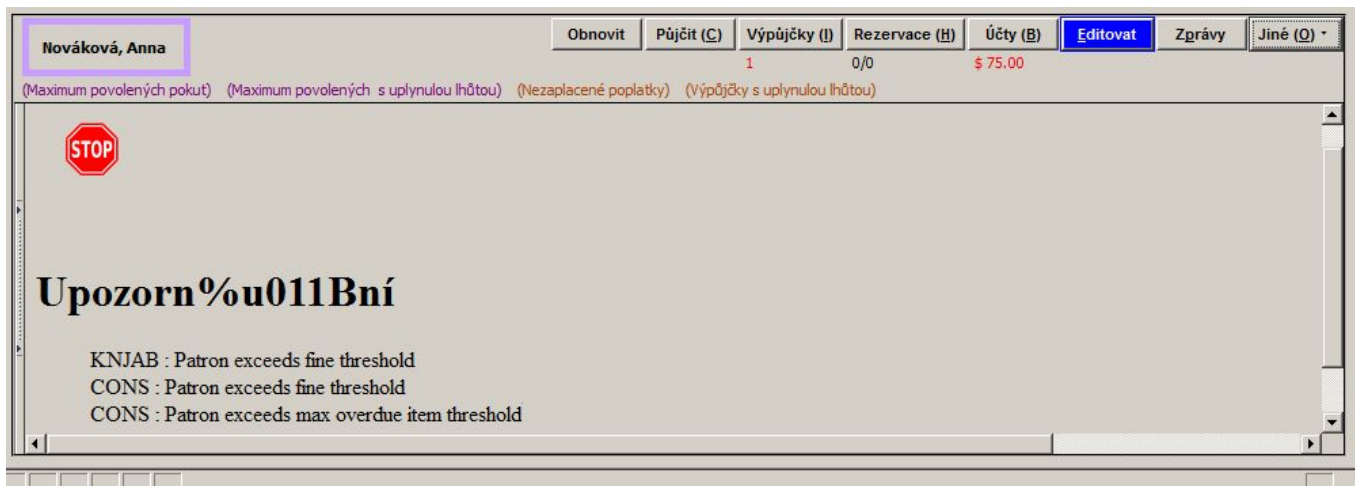 Nováková, Anna
Obnovit Půjčit (C) Výpůjčky (I) Rezervace (H) Účty (B) Editovat Zprávy Jiné (O)
1 0/0 $ 75.00
(Maximum povolených pokut) (Maximum povolených s uplynulou lhůtou) (Nezaplacené poplatky) (Výpůjčky s uplynulou lhůtou)
STOP
Upozorn%u011Bní
KNJAB : Patron exceeds fine threshold
CONS : Patron exceeds fine threshold
CONS : Patron exceeds max overdue item threshold